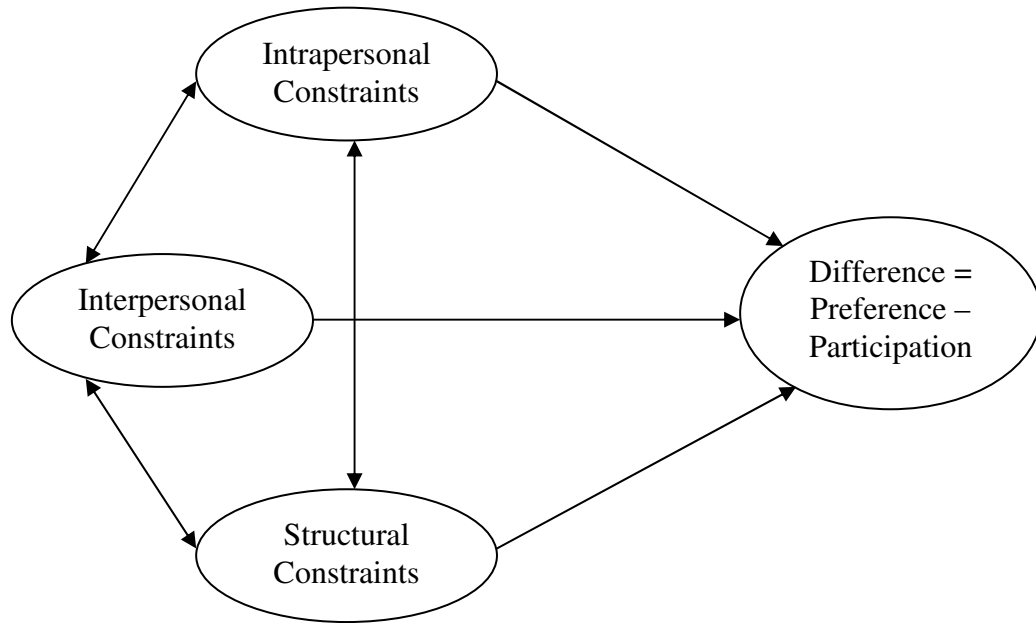 Intrapersonal
Constraints
Interpersonal
Constraints
Difference =
Preference –
Participation
Structural
Constraints